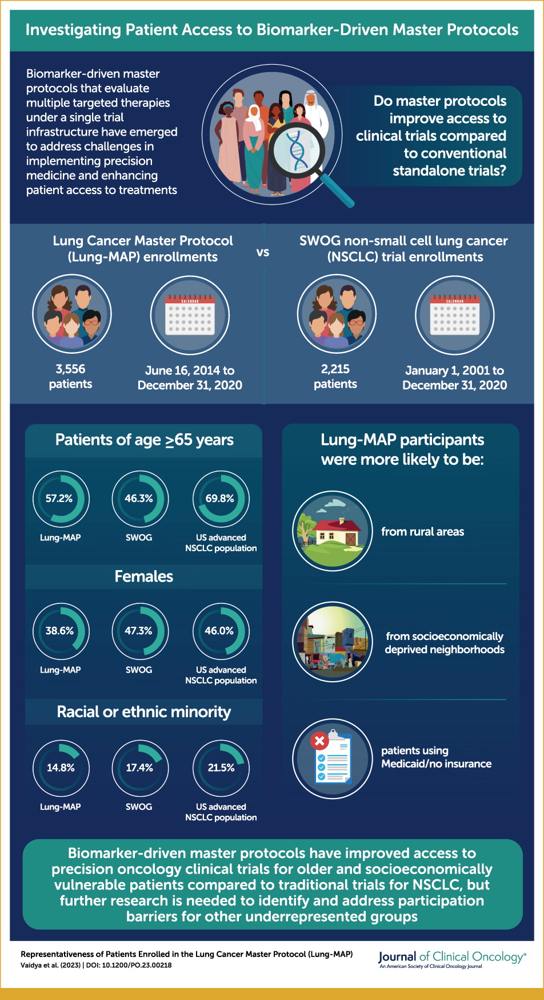 Investigating Patient Access to Biomarker-Driven Master Protocols
Biomarker-driven master
protocols that evaluate
multiple targeted therapies
under a single trial
infrastructure have emerged
to address challenges in
implementing precision
medicine and enhancing
patient access to treatments
Do master protocols
improve access to
clinical trials compared
to conventional
standalone trials?
Lung Cancer Master Protocol
(Lung-MAP) enrollments
vs
SWOG non-small cell lung cancer
(NSCLC) trial enrollments
CALENDAR
CALENDAR
3,556
patients
June 16, 2014 to
December 31, 2020
2,215
patients
January 1, 2001 to
December 31, 2020
Patients of age ≥65 years
57.2%
46.3%
69.8%
Lung-MAP
SWOG
US advanced
NSCLC population
Females
38.6%
47.3%
46.0%
Lung-MAP
SWOG
US advanced
NSCLC population
Racial or ethnic minority
14.8%
17.4%
21.5%
Lung-MAP
SWOG
US advanced
NSCLC population
Lung-MAP participants
were more likely to be:
from rural areas
from socioeconomically
deprived neighborhoods
patients using
Medicaid/no insurance
Biomarker-driven master protocols have improved access to
precision oncology clinical trials for older and socioeconomically
vulnerable patients compared to traditional trials for NSCLC, but
further research is needed to identify and address participation
barriers for other underrepresented groups
Representativeness of Patients Enrolled in the Lung Cancer Master Protocol (Lung-MAP)
Vaidya et al. (2023) | DOI: 10.1200/PO.23.00218
Journal of Clinical Oncology®
An American Society of Clinical Oncology Journal